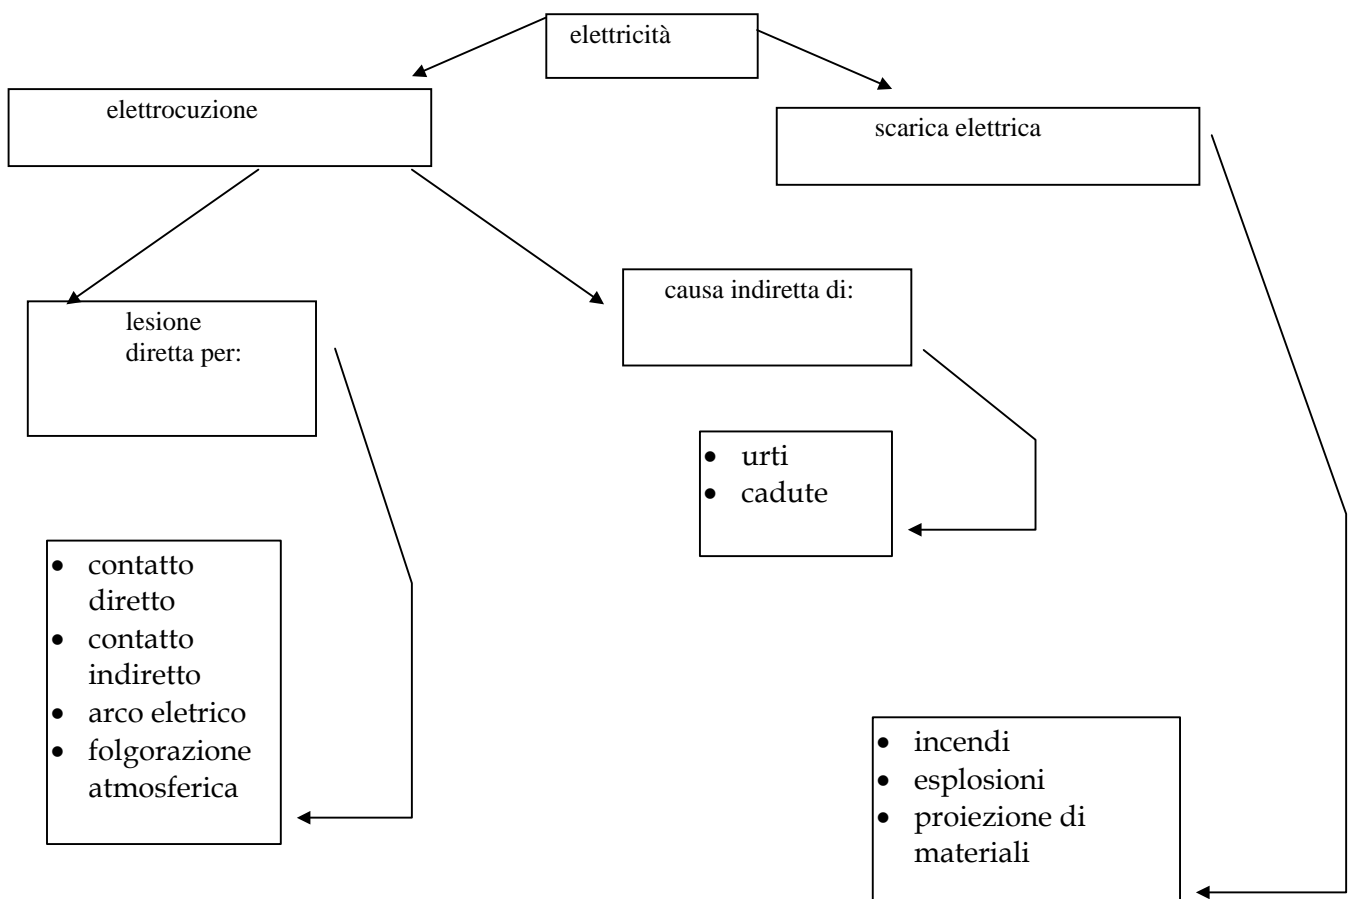 elettricità
elettrocuzione
scarica elettrica
causa indiretta di:
lesione
diretta per:
• urti
• cadute
• contatto
diretto
• contatto
indiretto
• arco eletrico
• folgorazione
atmosferica
• incendi
• esplosioni
• proiezione di
materiali